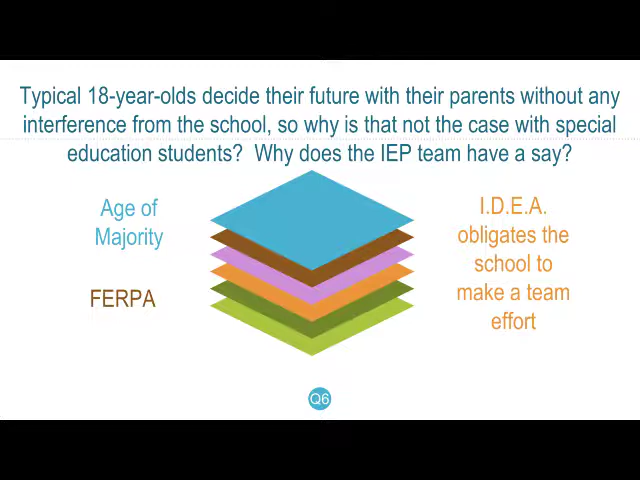 Typical 18-year-olds decide their future with their parents without any
interference from the school, so why is that not the case with special
education students? Why does the IEP team have a say?
Age of
Majority
FERPA
I.D.E.A.
obligates the
school to
make a team
effort
Q6